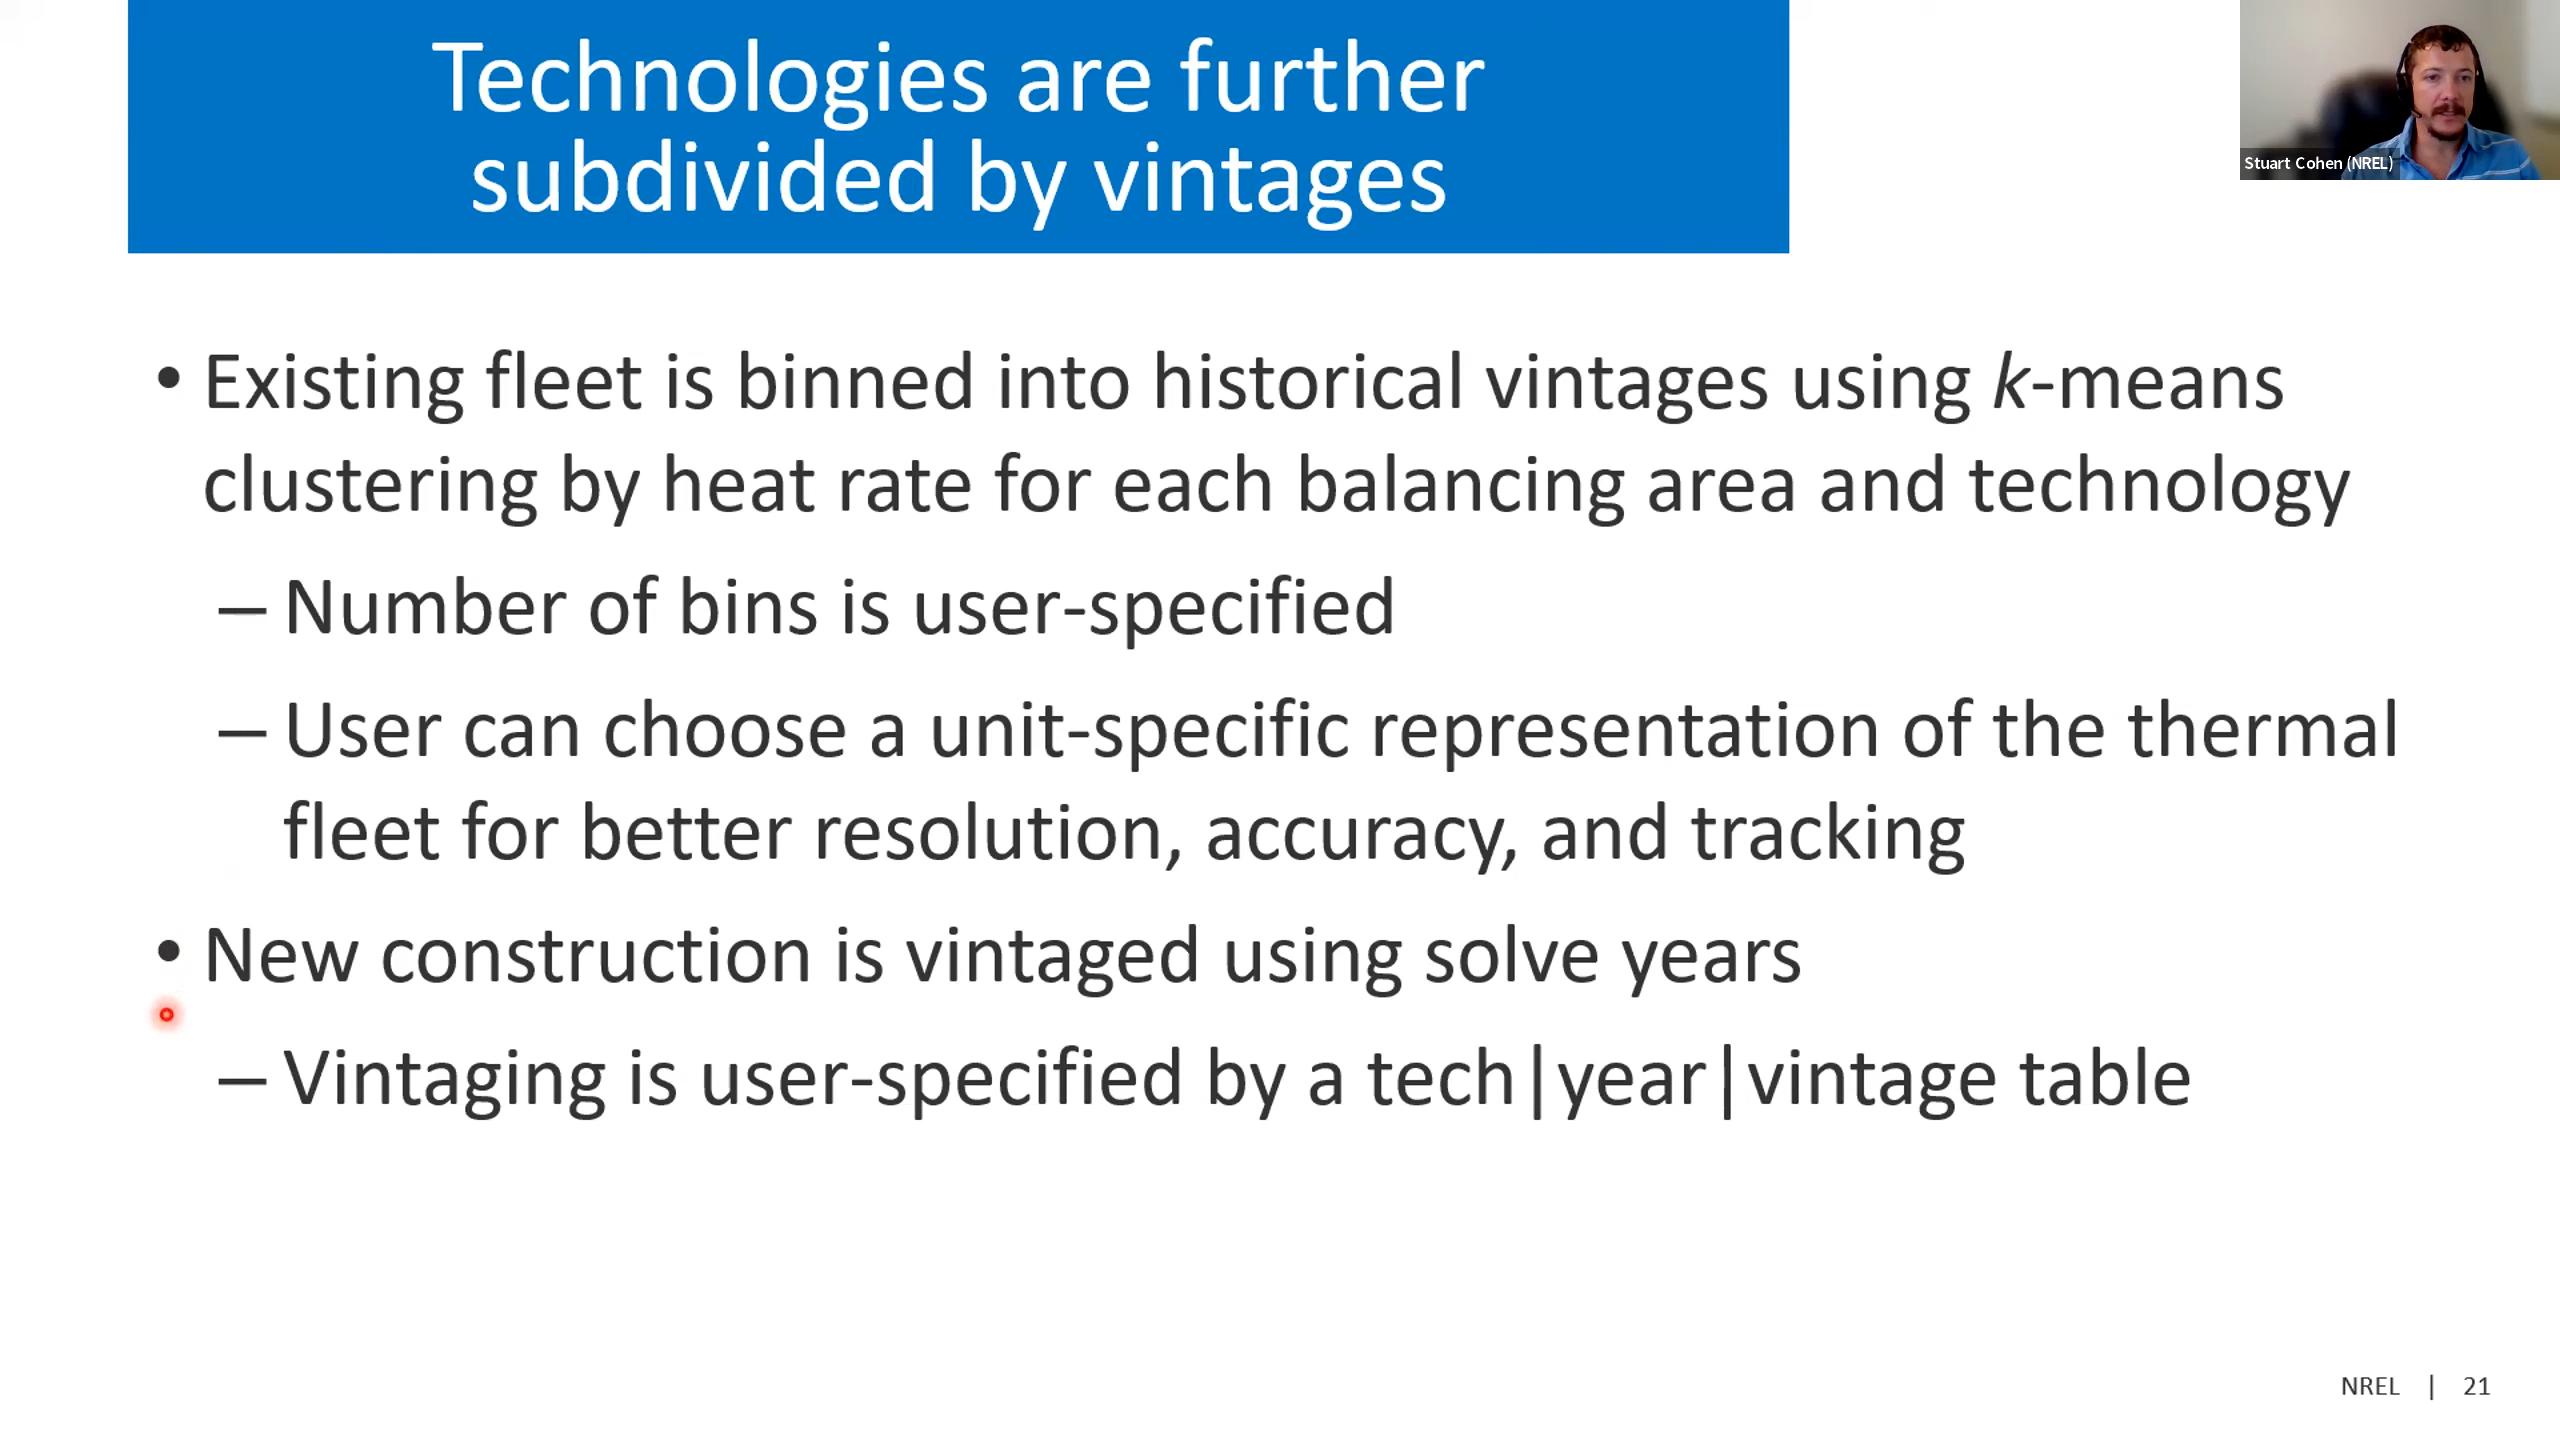 Technologies are further
subdivided by vintages
Stuart Cohen (NREL)
• Existing fleet is binned into historical vintages using k-means
clustering by heat rate for each balancing area and technology
– Number of bins is user-specified
– User can choose a unit-specific representation of the thermal
fleet for better resolution, accuracy, and tracking
• New construction is vintaged using solve years
– Vintaging is user-specified by a tech|year|vintage table
NREL | 21